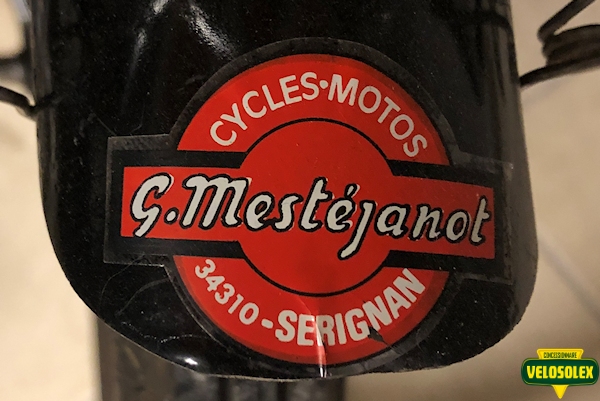 CYCLES·MOTOS
G. Mestéjanot
34310 - SERIGNAN
CONCESSIONNAIRE
VELOSOLEX